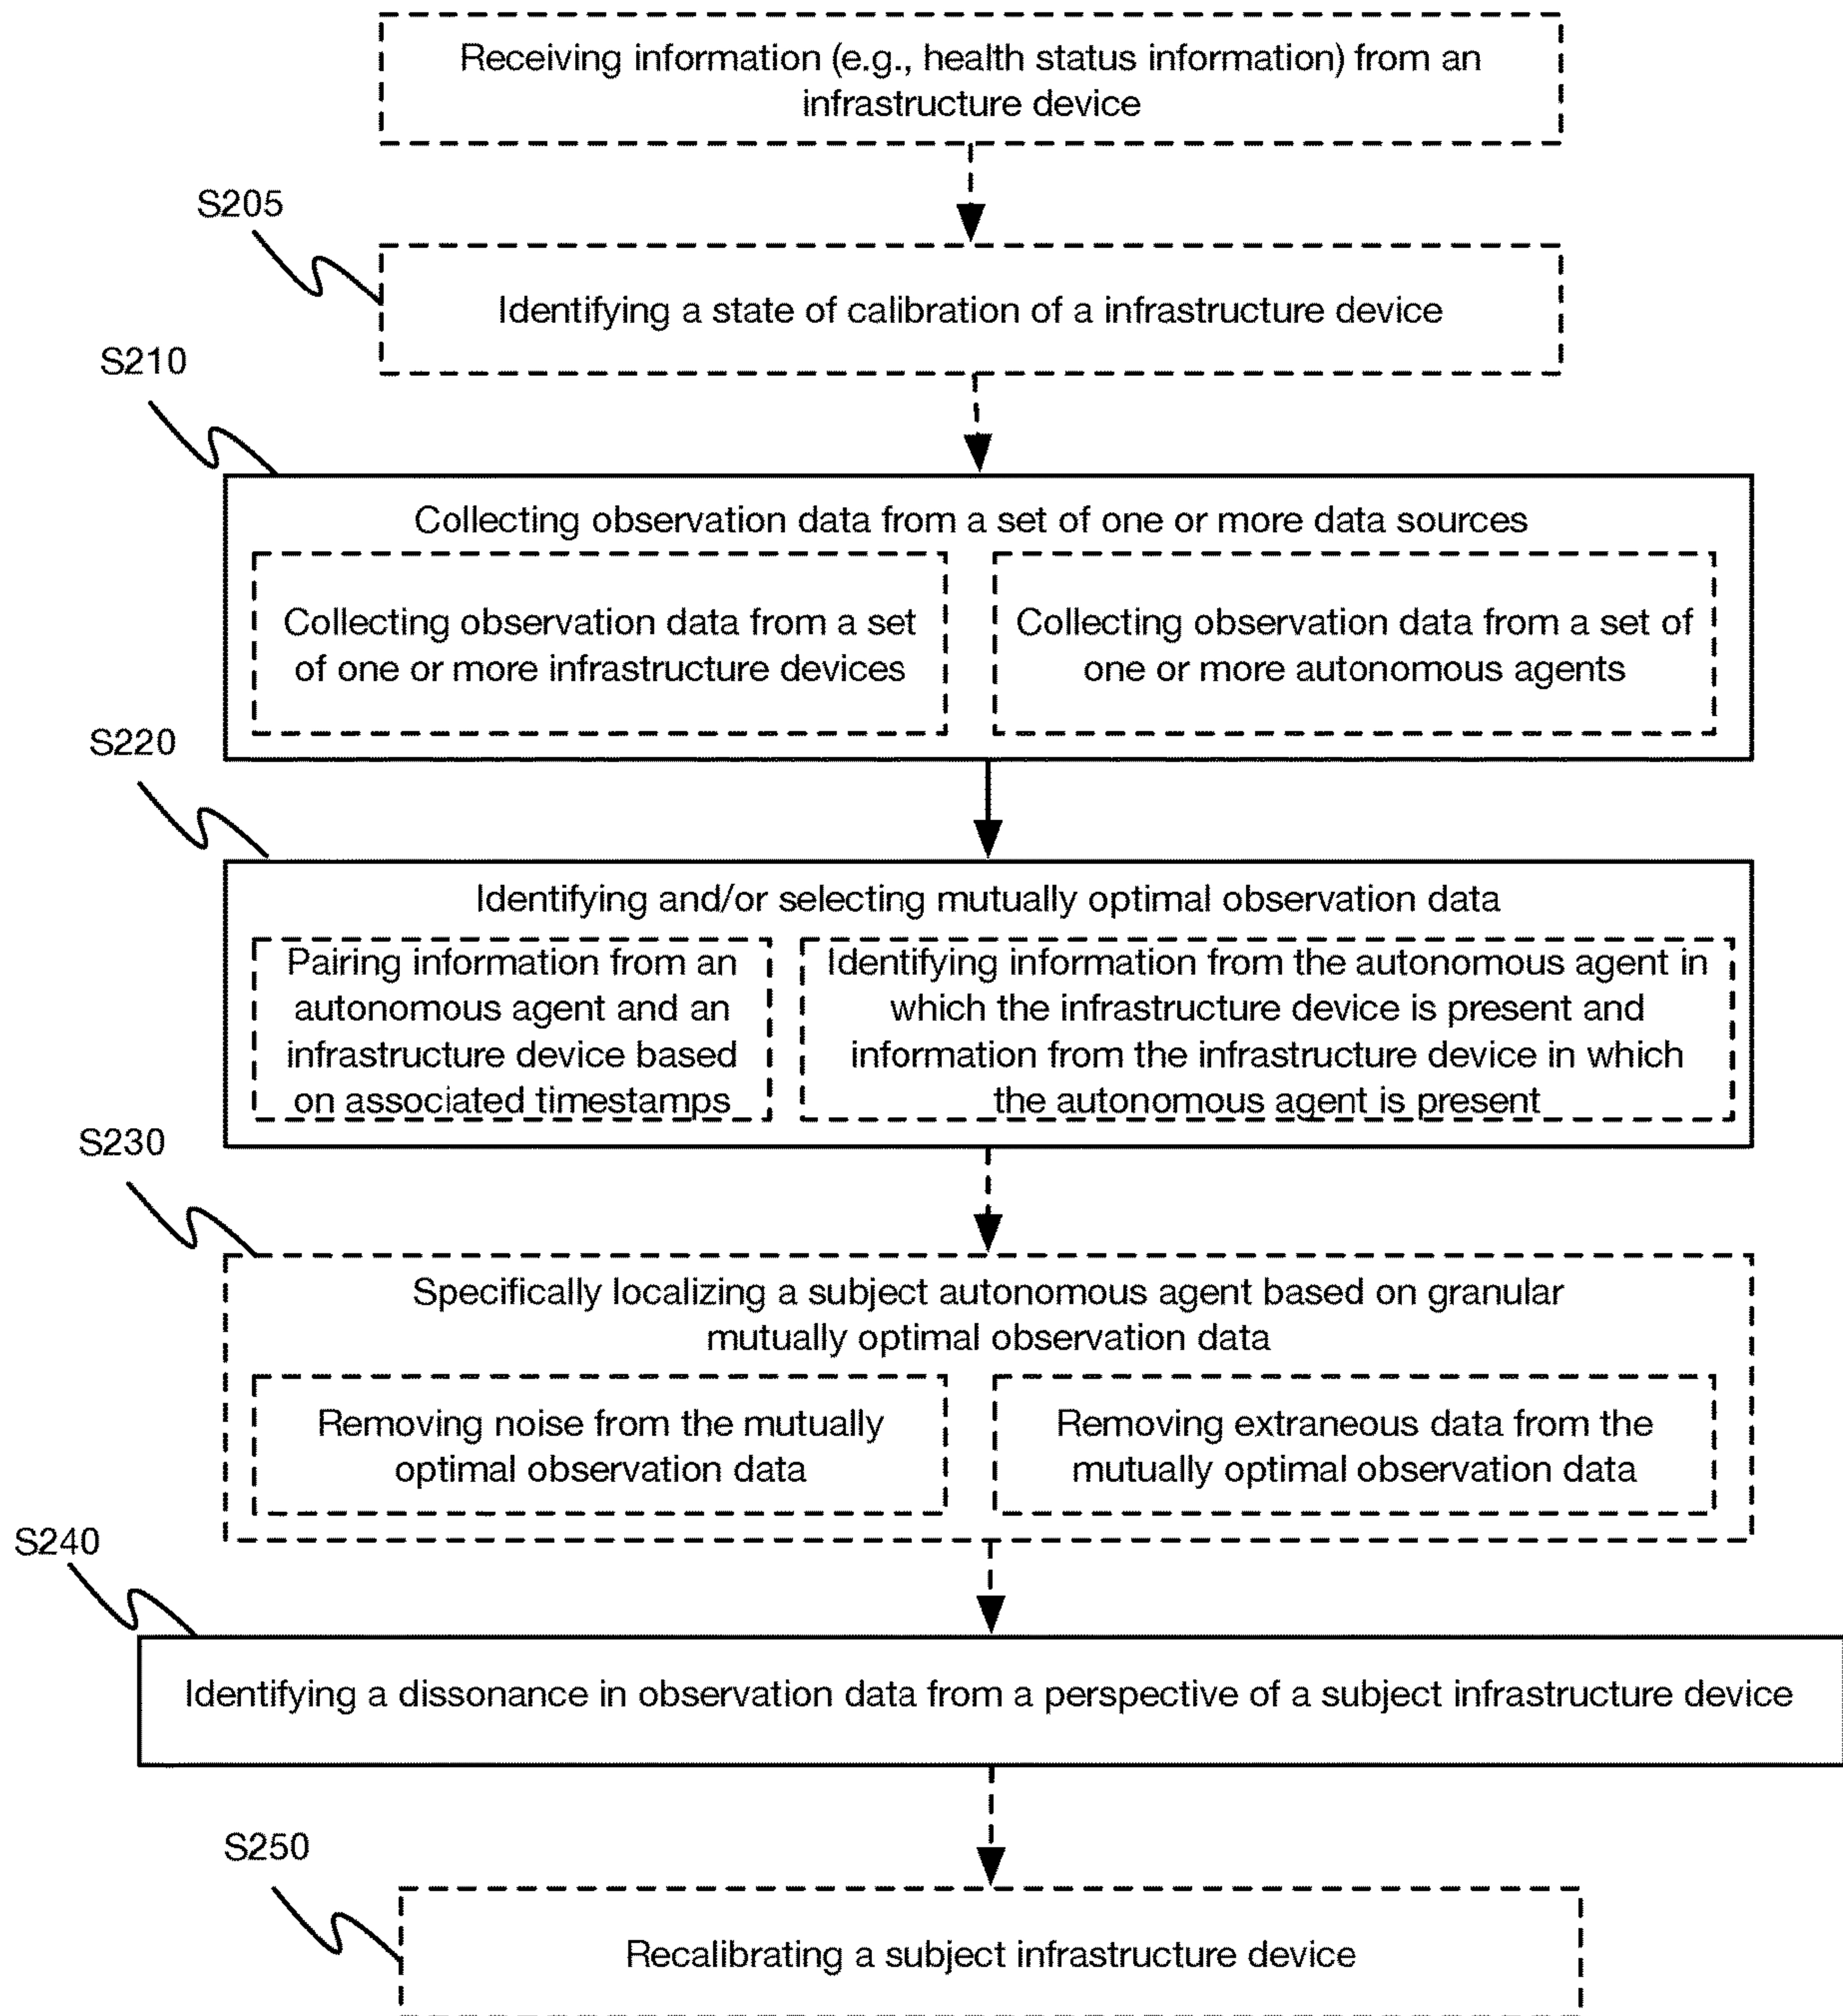 Receiving information (e.g., health status information) from an
infrastructure device
S205
Identifying a state of calibration of a infrastructure device
S210
Collecting observation data from a set of one or more data sources
Collecting observation data from a set
of one or more infrastructure devices
Collecting observation data from a set of
one or more autonomous agents
S220
Identifying and/or selecting mutually optimal observation data
Pairing information from an
autonomous agent and an
infrastructure device based
on associated timestamps
Identifying information from the autonomous agent in
which the infrastructure device is present and
information from the infrastructure device in which
the autonomous agent is present
S230
Specifically localizing a subject autonomous agent based on granular
mutually optimal observation data
Removing noise from the mutually
optimal observation data
Removing extraneous data from the
mutually optimal observation data
S240
Identifying a dissonance in observation data from a perspective of a subject infrastructure device
S250
Recalibrating a subject infrastructure device